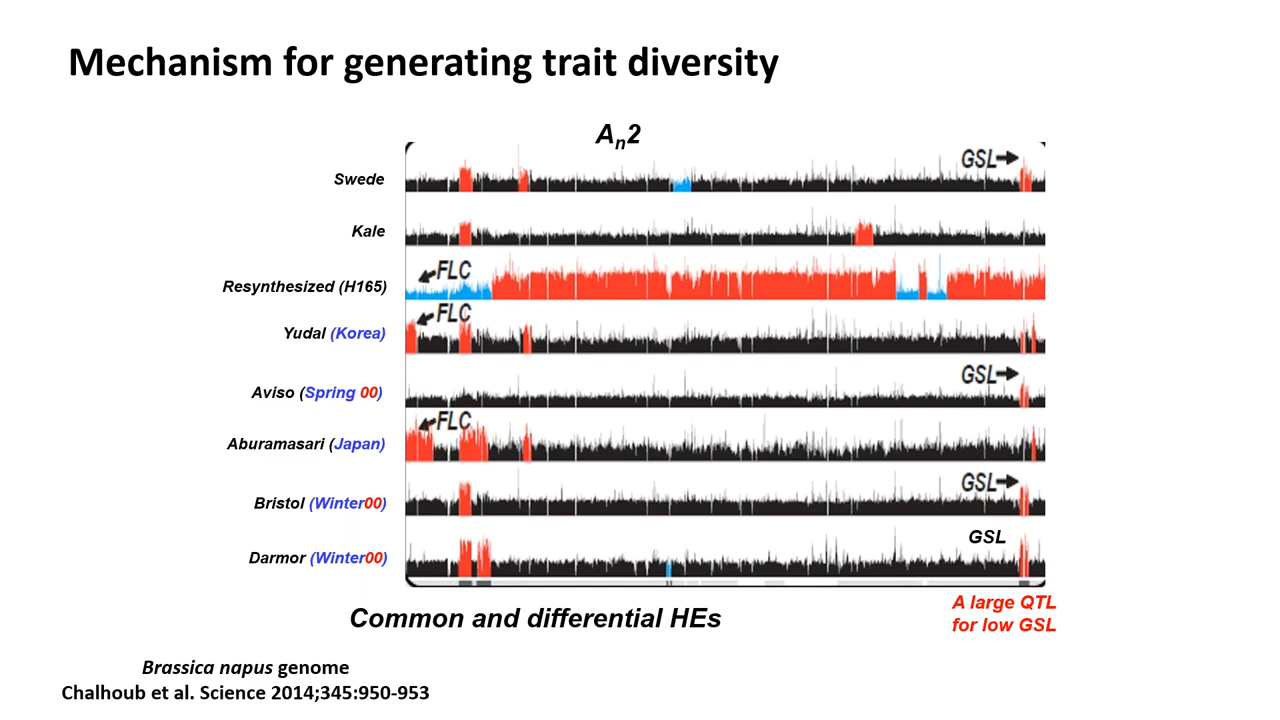 Mechanism for generating trait diversity
An2
Swede
GSL
Kale
Resynthesized (H165)
FLC
Yudal (Korea)
FLC
Aviso (Spring 00)
GSL
Aburamasari (Japan)
FLC
Bristol (Winter00)
GSL
Darmor (Winter00)
GSL
Common and differential HEs
A large QTL
for low GSL
Brassica napus genome
Chalhoub et al. Science 2014;345:950-953